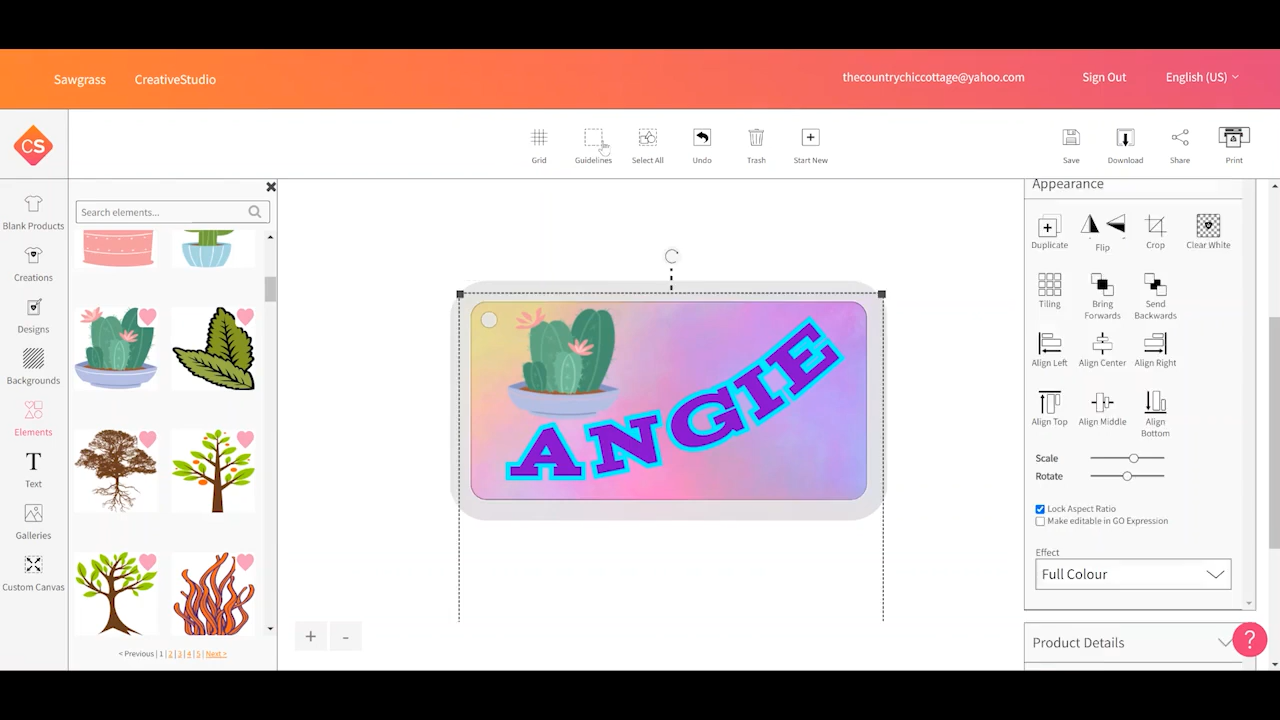 Sawgrass CreativeStudio thecountrychiccottage@yahoo.com Sign Out English (US)
CS
Grid Guidelines Select All Undo Trash Start New Save Download Share Print
Blank Products
Creations
Designs
Backgrounds
Elements
T
Text
Galleries
Custom Canvas
Search elements...
< Previous | 1 | 2 | 3 | 4 | 5 | Next >
ANGIE
+ -
Appearance
Duplicate Flip Crop Clear White
Tiling Bring Forwards Send Backwards
Align Left Align Center Align Right
Align Top Align Middle Align Bottom
Scale
Rotate
Lock Aspect Ratio
Make editable in GO Expression
Effect
Full Colour
Product Details
?